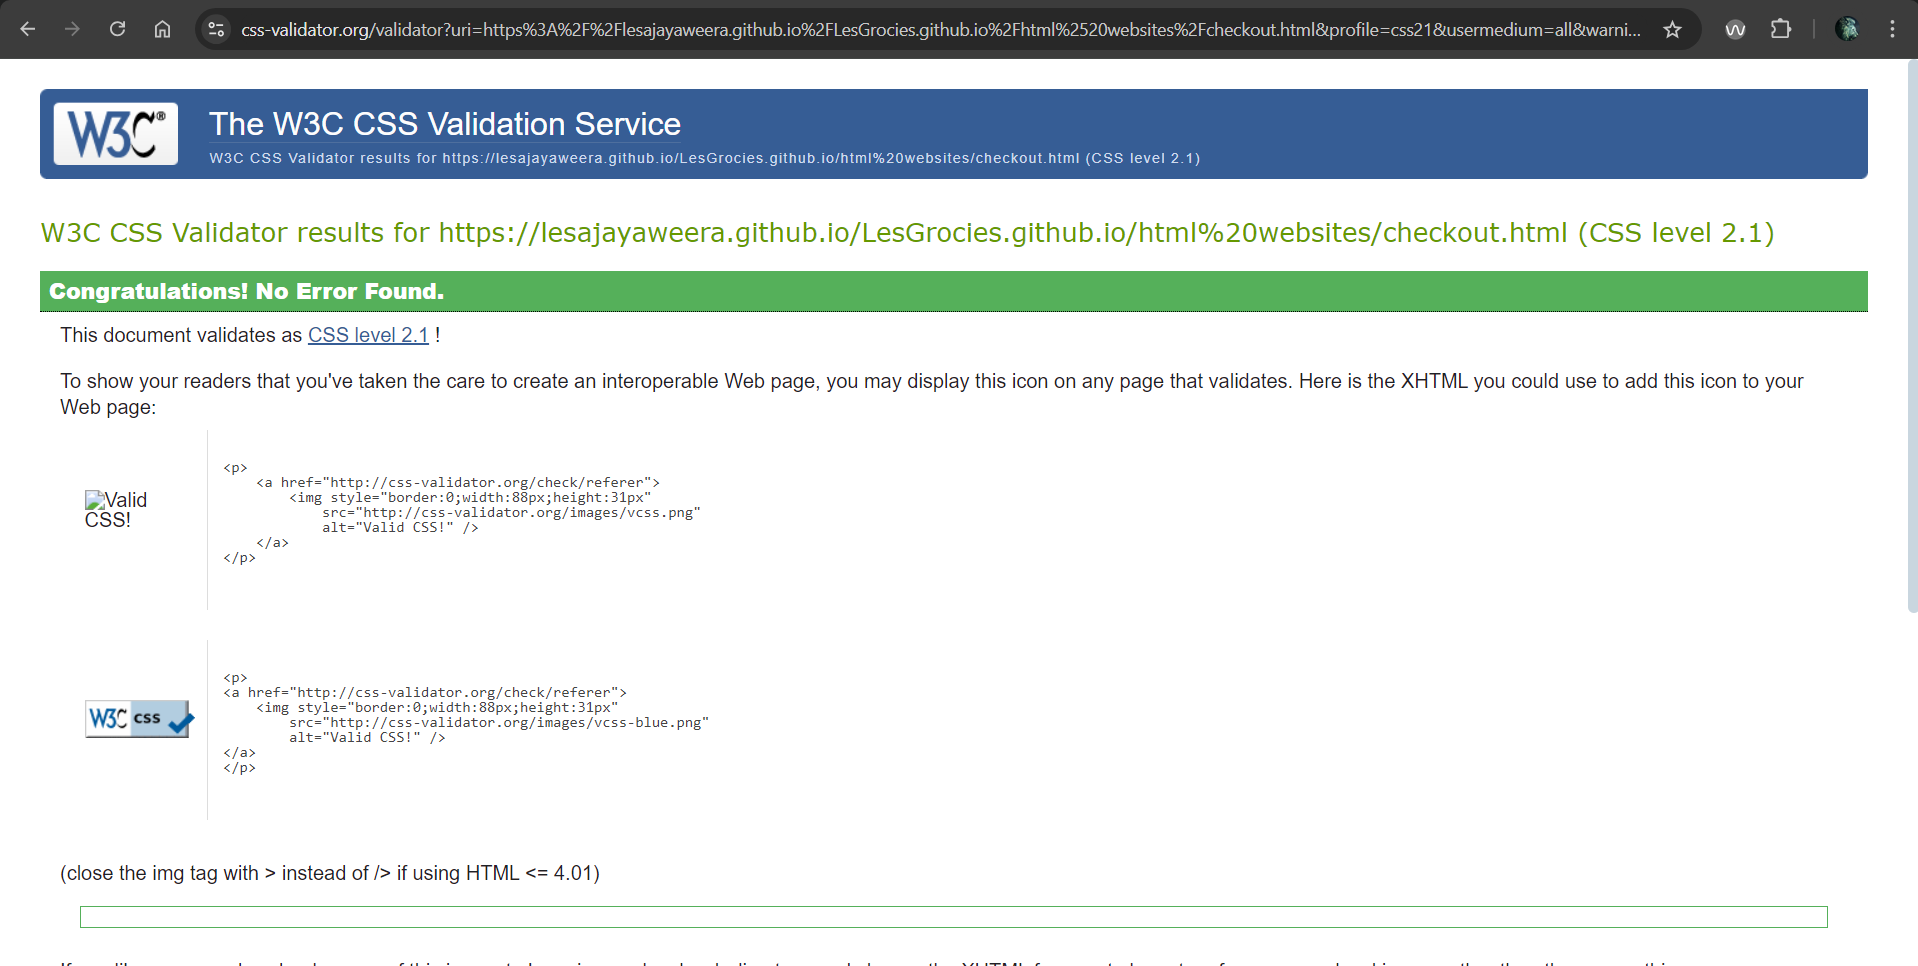 css-validator.org/validator?uri=https%3A%2F%2Flesajayaweera.github.io%2FLesGrocies.github.io%2Fhtml%2520websites%2Fcheckout.html&profile=css21&usermedium=all&warni...
W3C®
The W3C CSS Validation Service
W3C CSS Validator results for https://lesajayaweera.github.io/LesGrocies.github.io/html%20websites/checkout.html (CSS level 2.1)
W3C CSS Validator results for https://lesajayaweera.github.io/LesGrocies.github.io/html%20websites/checkout.html (CSS level 2.1)
Congratulations! No Error Found.
This document validates as CSS level 2.1 !
To show your readers that you've taken the care to create an interoperable Web page, you may display this icon on any page that validates. Here is the XHTML you could use to add this icon to your
Web page:
Valid
CSS!
<p>
<a href="http://css-validator.org/check/referer">
<img style="border:0;width:88px;height:31px"
src="http://css-validator.org/images/vcss.png"
alt="Valid CSS!" />
</a>
</p>
W3C css
<p>
<a href="http://css-validator.org/check/referer">
<img style="border:0;width:88px;height:31px"
src="http://css-validator.org/images/vcss-blue.png"
alt="Valid CSS!" />
</a>
</p>
(close the img tag with > instead of /> if using HTML <= 4.01)